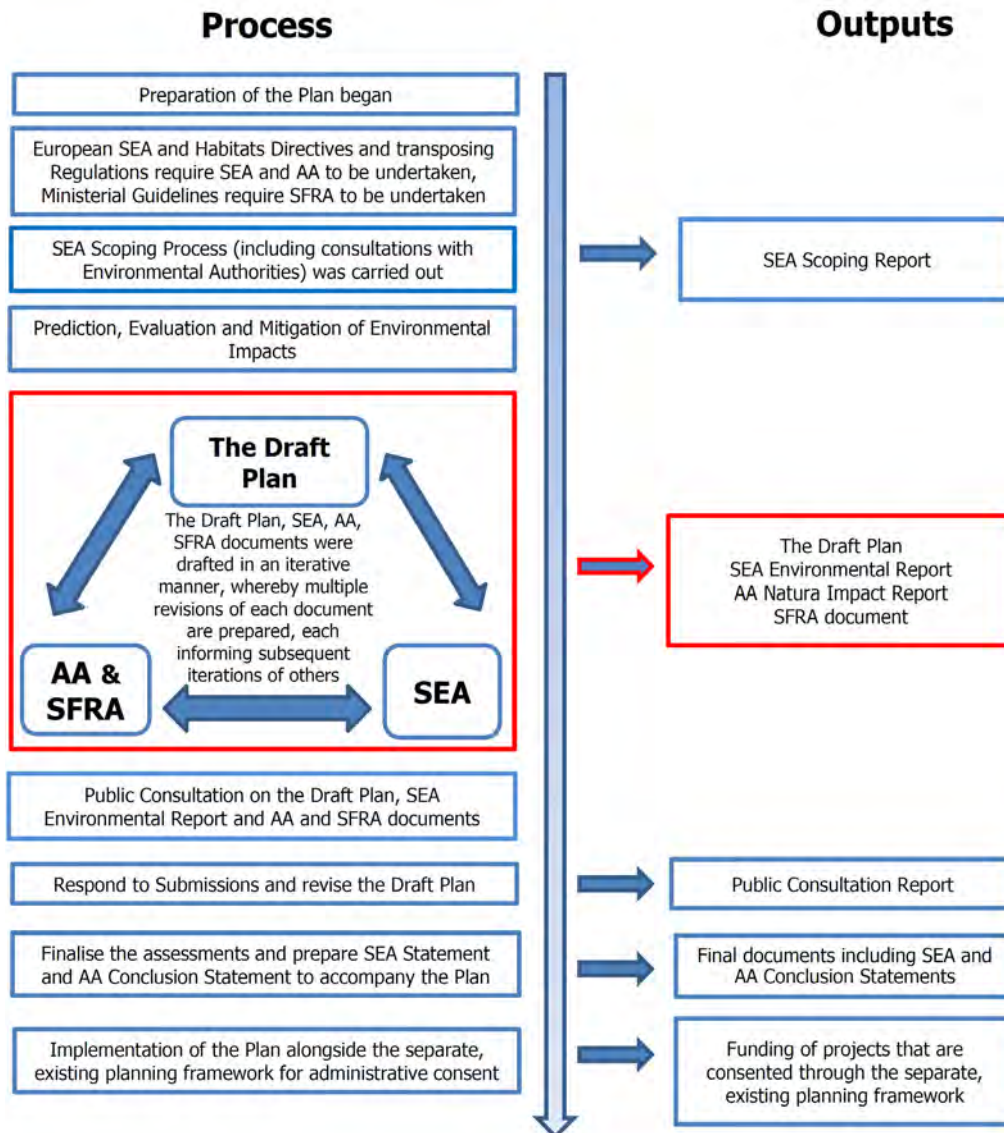 Process
Outputs
Preparation of the Plan began
European SEA and Habitats Directives and transposing
Regulations require SEA and AA to be undertaken,
Ministerial Guidelines require SFRA to be undertaken
SEA Scoping Process (including consultations with
Environmental Authorities) was carried out
SEA Scoping Report
Prediction, Evaluation and Mitigation of Environmental
Impacts
The Draft
Plan
The Draft Plan, SEA, AA,
SFRA documents were
drafted in an iterative
manner, whereby multiple
revisions of each document
are prepared, each
informing subsequent
iterations of others
AA &
SFRA
SEA
The Draft Plan
SEA Environmental Report
AA Natura Impact Report
SFRA document
Public Consultation on the Draft Plan, SEA
Environmental Report and AA and SFRA documents
Respond to Submissions and revise the Draft Plan
Public Consultation Report
Finalise the assessments and prepare SEA Statement
and AA Conclusion Statement to accompany the Plan
Final documents including SEA and
AA Conclusion Statements
Implementation of the Plan alongside the separate,
existing planning framework for administrative consent
Funding of projects that are
consented through the separate,
existing planning framework